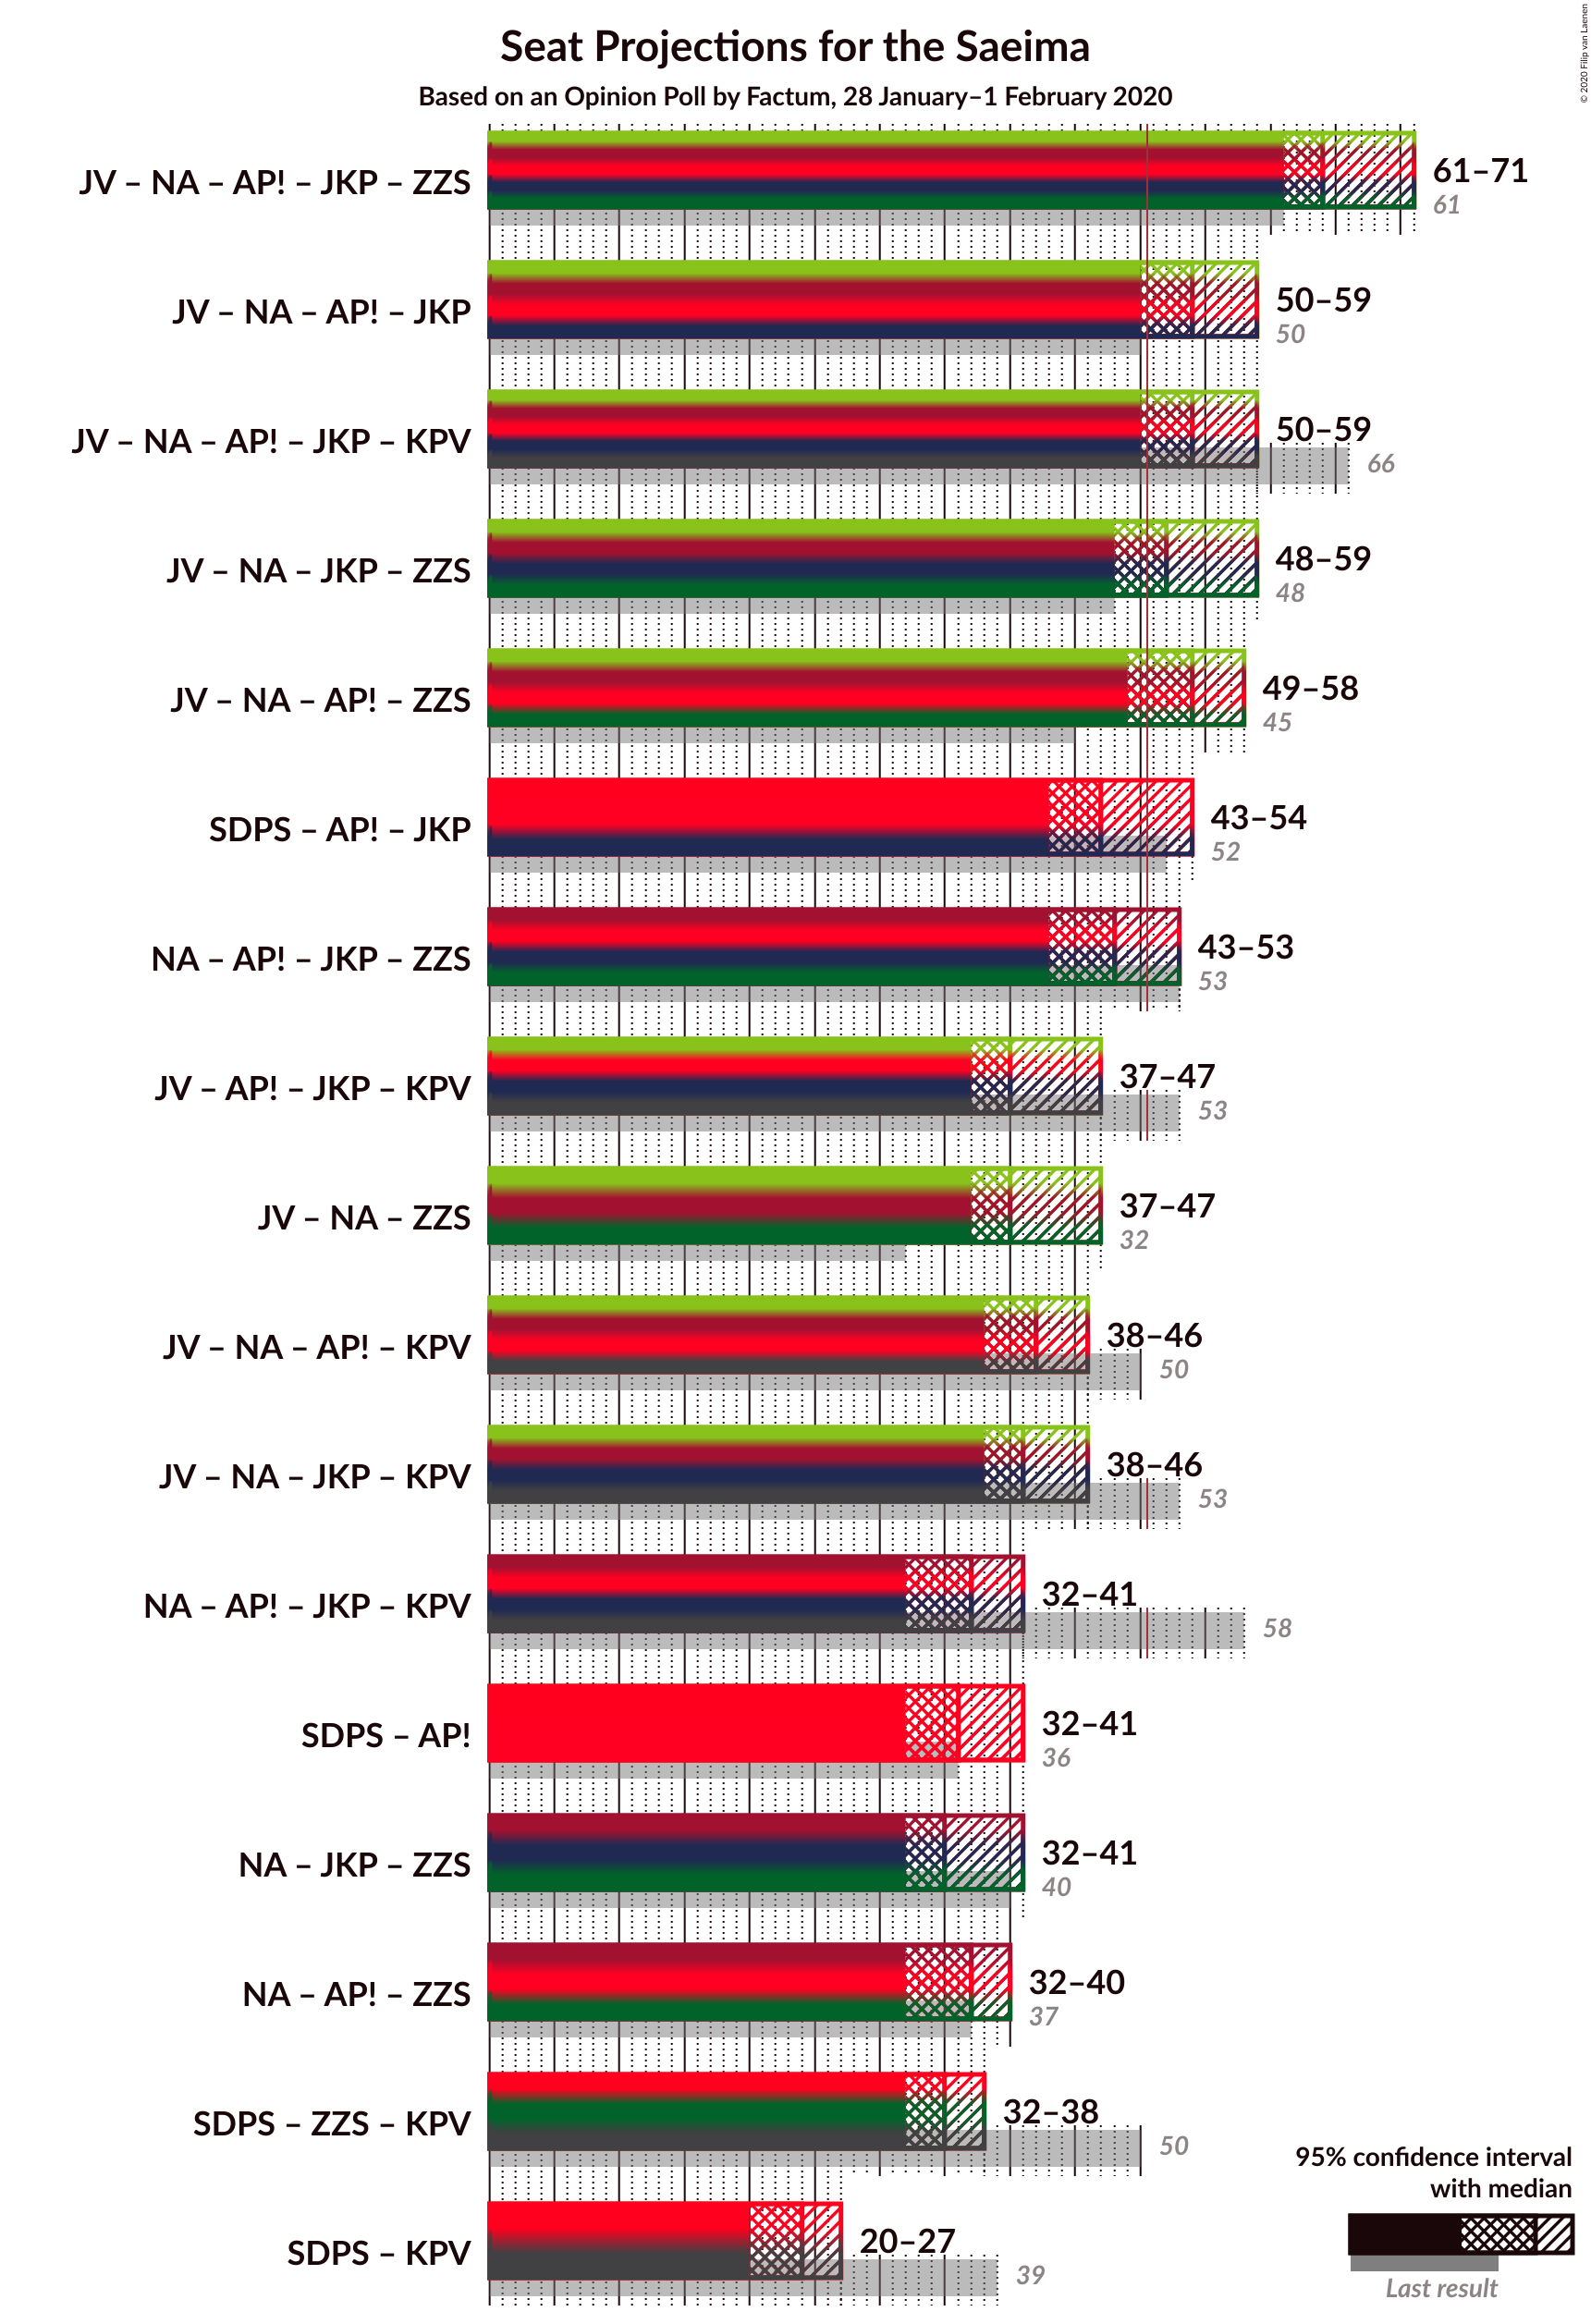 © 2020 Filip van Laenen
Seat Projections for the Saeima
Based on an Opinion Poll by Factum, 28 January–1 February 2020
JV – NA – AP! – JKP – ZZS
61–71
61
JV – NA – AP! – JKP
50–59
50
JV – NA – AP! – JKP – KPV
50–59
66
JV – NA – JKP – ZZS
48–59
48
JV – NA – AP! – ZZS
49–58
45
SDPS – AP! – JKP
43–54
52
NA – AP! – JKP – ZZS
43–53
53
JV – AP! – JKP – KPV
37–47
53
JV – NA – ZZS
37–47
32
JV – NA – AP! – KPV
38–46
50
JV – NA – JKP – KPV
38–46
53
NA – AP! – JKP – KPV
32–41
58
SDPS – AP!
32–41
36
NA – JKP – ZZS
32–41
40
NA – AP! – ZZS
32–40
37
SDPS – ZZS – KPV
32–38
50
SDPS – KPV
20–27
39
95% confidence interval
with median
Last result